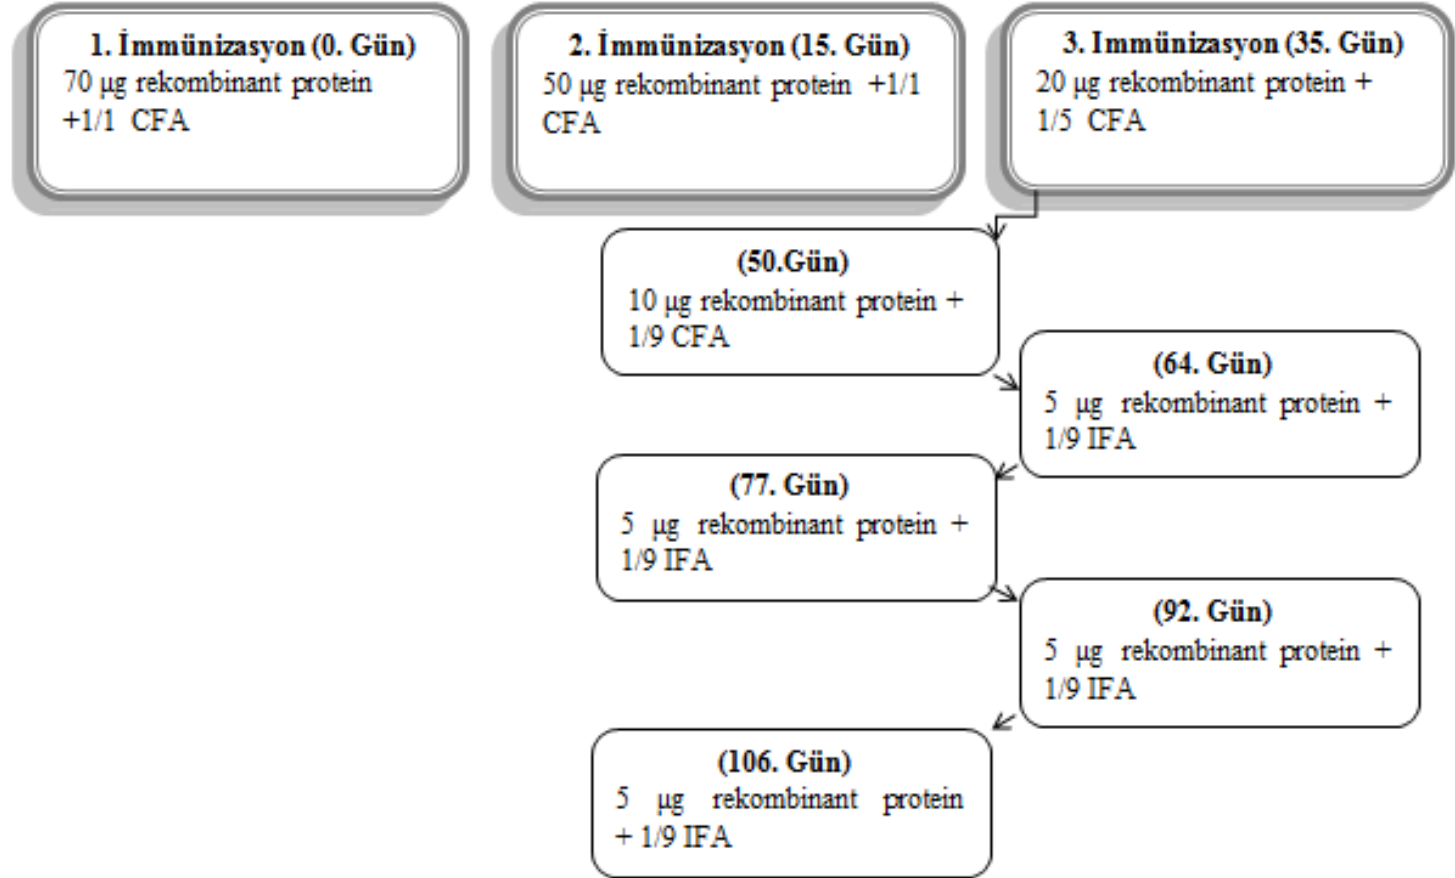 1. İmmünizasyon (0. Gün)
70 µg rekombinant protein
+1/1 CFA
2. İmmünizasyon (15. Gün)
50 µg rekombinant protein +1/1
CFA
3. Immünizasyon (35. Gün)
20 µg rekombinant protein +
1/5 CFA
(50.Gün)
10 µg rekombinant protein +
1/9 CFA
(64. Gün)
5 µg rekombinant protein +
1/9 IFA
(77. Gün)
5 µg rekombinant protein +
1/9 IFA
(92. Gün)
5 µg rekombinant protein +
1/9 IFA
(106. Gün)
5 µg rekombinant protein
+ 1/9 IFA